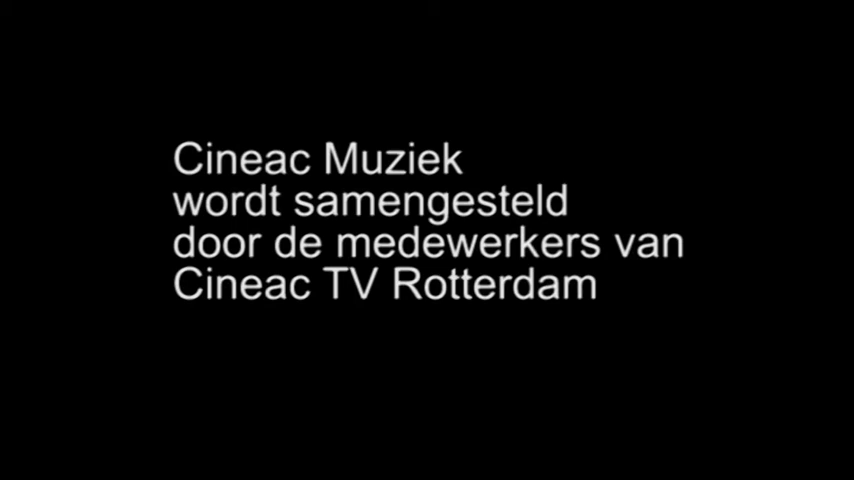 Cineac Muziek
wordt samengesteld
door de medewerkers van
Cineac TV Rotterdam